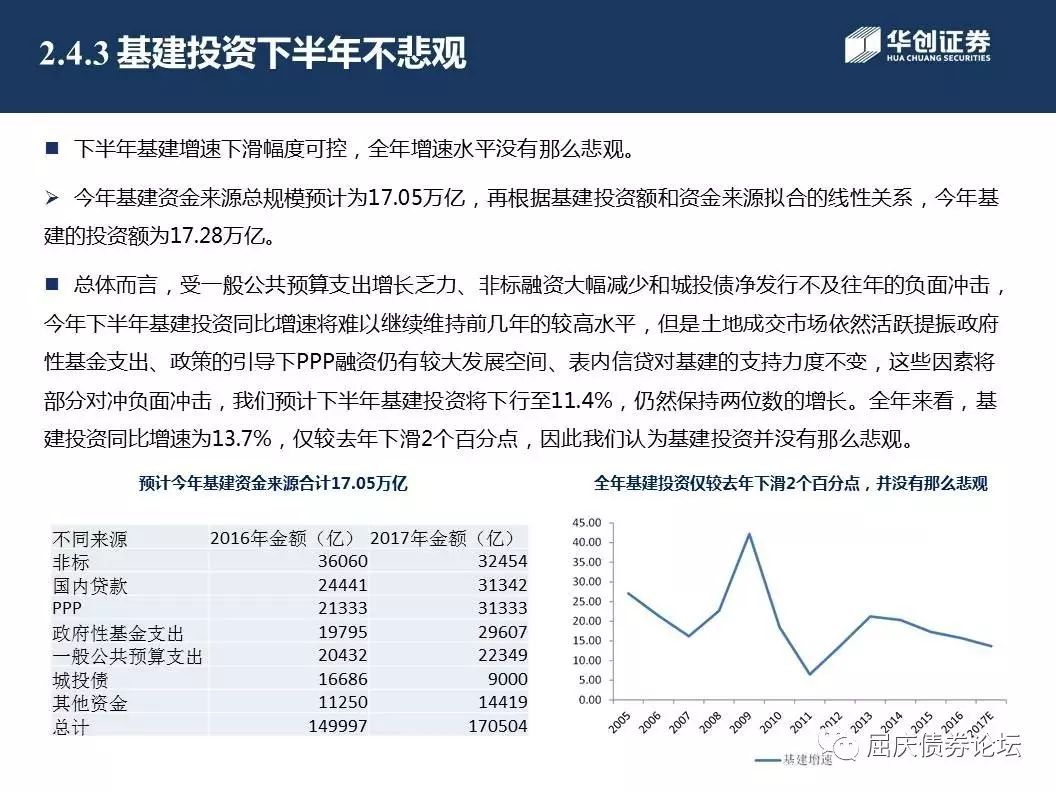 2.4.3 基建投资下半年不悲观
华创证券
HUA CHUANG SECURITIES
■ 下半年基建增速下滑幅度可控，全年增速水平没有那么悲观。
➢ 今年基建资金来源总规模预计为17.05万亿，再根据基建投资额和资金来源拟合的线性关系，今年基
建的投资额为17.28万亿。
■ 总体而言，受一般公共预算支出增长乏力、非标融资大幅减少和城投债净发行不及往年的负面冲击，
今年下半年基建投资同比增速将难以继续维持前几年的较高水平，但是土地成交市场依然活跃提振政府
性基金支出、政策的引导下PPP融资仍有较大发展空间、表内信贷对基建的支持力度不变，这些因素将
部分对冲负面冲击，我们预计下半年基建投资将下行至11.4%，仍然保持两位数的增长。全年来看，基
建投资同比增速为13.7%，仅较去年下滑2个百分点，因此我们认为基建投资并没有那么悲观。
预计今年基建资金来源合计17.05万亿
不同来源 2016年金额（亿） 2017年金额（亿）
非标 36060 32454
国内贷款 24441 31342
PPP 21333 31333
政府性基金支出 19795 29607
一般公共预算支出 20432 22349
城投债 16686 9000
其他资金 11250 14419
总计 149997 170504
全年基建投资仅较去年下滑2个百分点，并没有那么悲观
45.00
40.00
35.00
30.00
25.00
20.00
15.00
10.00
5.00
0.00
2005 2006 2007 2008 2009 2010 2011 2012 2013 2014 2015 2016 2017E
基建增速
屈庆债券论坛